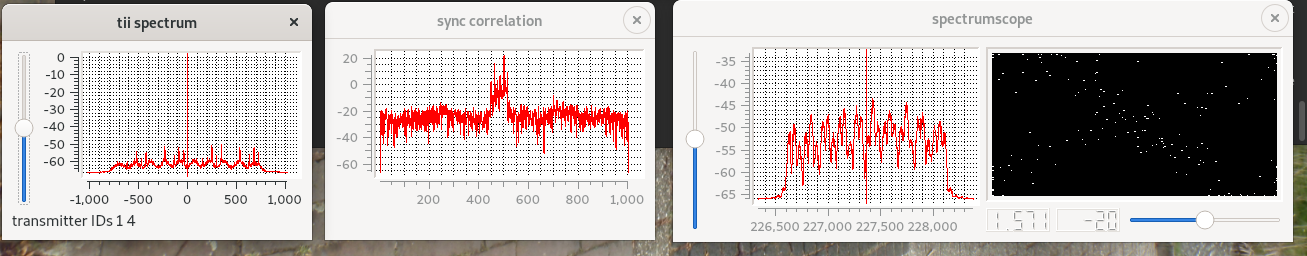 tii spectrum
0
-10
-20
-30
-40
-50
-60
-1,000 -500 0 500 1,000
transmitter IDs 1 4
sync correlation
20
0
-20
-40
-60
200 400 600 800 1,000
spectrumscope
-35
-40
-45
-50
-55
-60
-65
226,500 227,000 227,500 228,000
1.571 -20